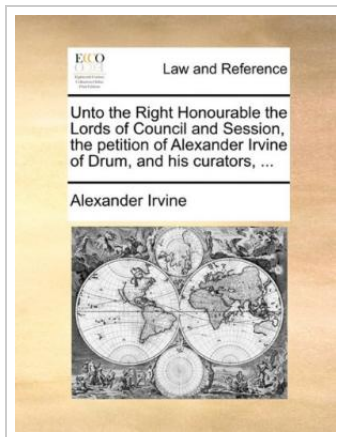 ECCO
Law and Reference
Unto the Right Honourable the
Lords of Council and Session,
the petition of Alexander Irvine
of Drum, and his curators, ...
Alexander Irvine